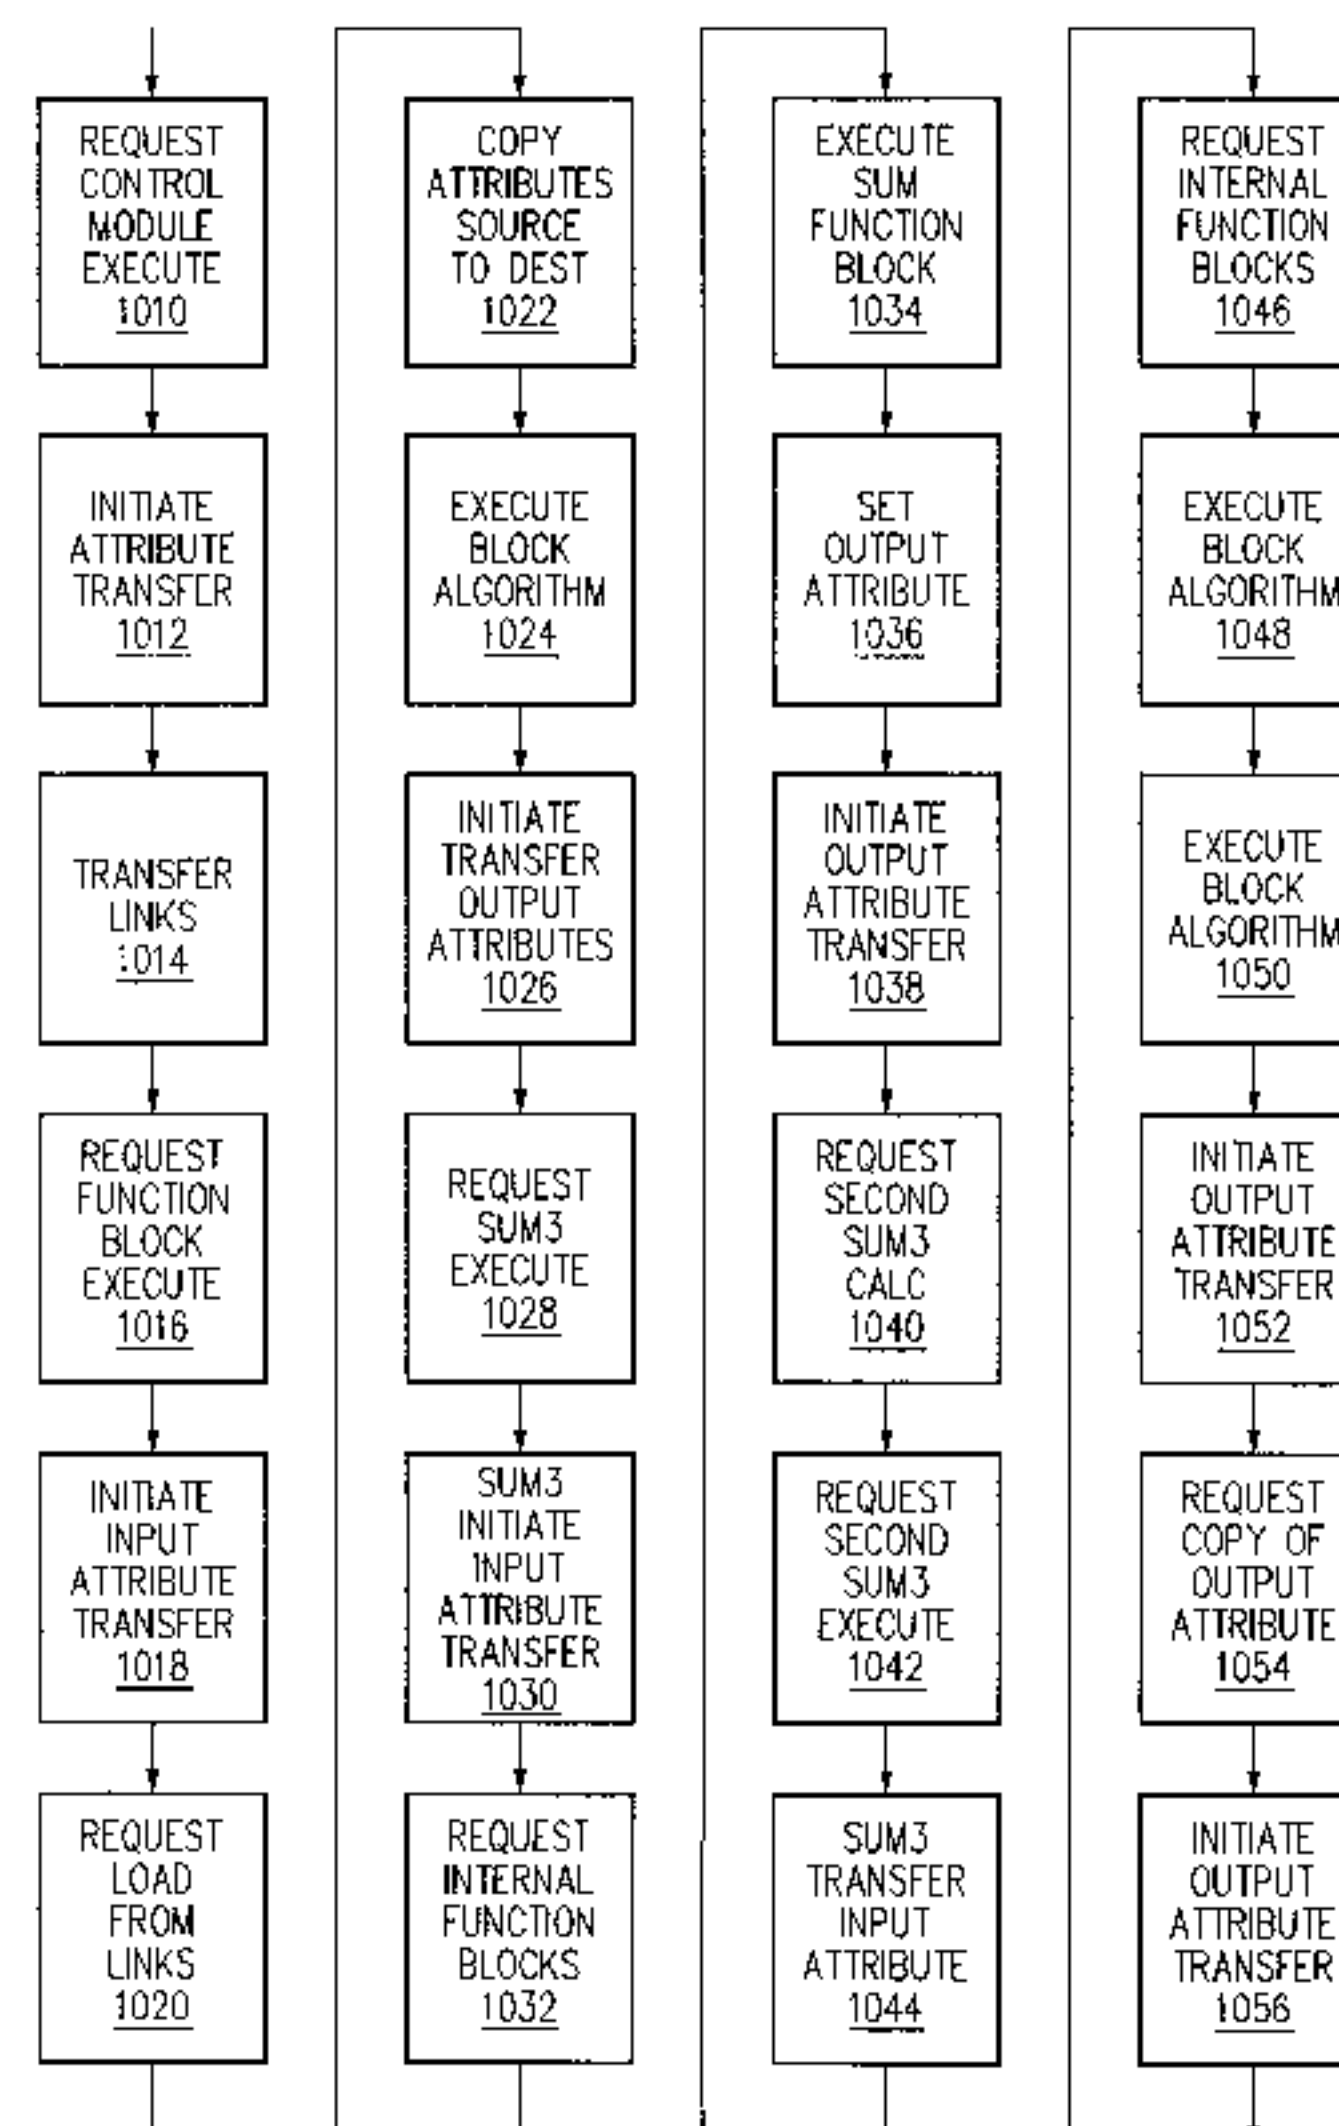 REQUEST
CONTROL
MODULE
EXECUTE
1010
INITIATE
ATTRIBUTE
TRANSFER
1012
TRANSFER
LINKS
1014
REQUEST
FUNCTION
BLOCK
EXECUTE
1016
INITIATE
INPUT
ATTRIBUTE
TRANSFER
1018
REQUEST
LOAD
FROM
LINKS
1020
COPY
ATTRIBUTES
SOURCE
TO DEST
1022
EXECUTE
BLOCK
ALGORITHM
1024
INITIATE
TRANSFER
OUTPUT
ATTRIBUTES
1026
REQUEST
SUM3
EXECUTE
1028
SUM3
INITIATE
INPUT
ATTRIBUTE
TRANSFER
1030
REQUEST
INTERNAL
FUNCTION
BLOCKS
1032
EXECUTE
SUM
FUNCTION
BLOCK
1034
SET
OUTPUT
ATTRIBUTE
1036
INITIATE
OUTPUT
ATTRIBUTE
TRANSFER
1038
REQUEST
SECOND
SUM3
CALC
1040
REQUEST
SECOND
SUM3
EXECUTE
1042
SUM3
TRANSFER
INPUT
ATTRIBUTE
1044
REQUEST
INTERNAL
FUNCTION
BLOCKS
1046
EXECUTE
BLOCK
ALGORITHM
1048
EXECUTE
BLOCK
ALGORITHM
1050
INITIATE
OUTPUT
ATTRIBUTE
TRANSFER
1052
REQUEST
COPY OF
OUTPUT
ATTRIBUTE
1054
INITIATE
OUTPUT
ATTRIBUTE
TRANSFER
1056